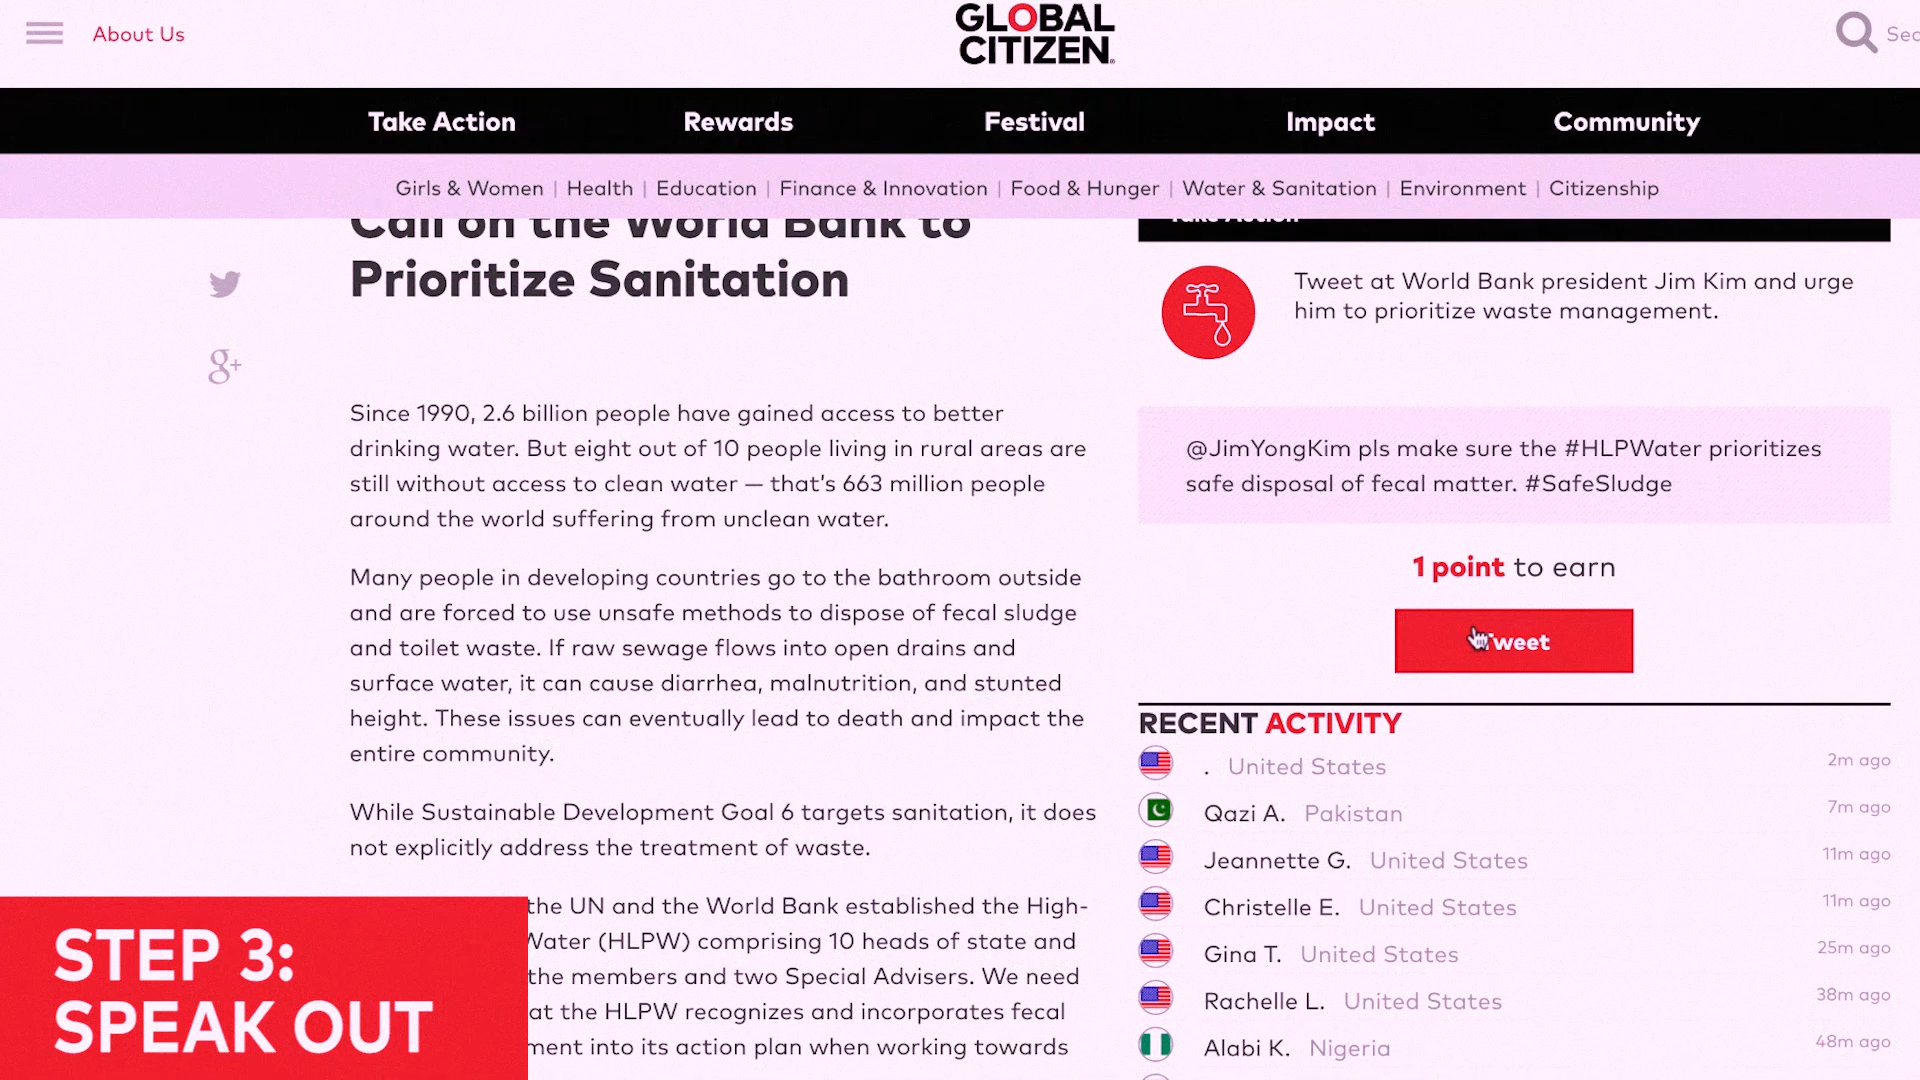 About Us
GLOBAL
CITIZEN
Take Action
Rewards
Festival
Impact
Community
Girls & Women | Health | Education | Finance & Innovation | Food & Hunger | Water & Sanitation | Environment | Citizenship
Call on the World Bank to
Prioritize Sanitation
Since 1990, 2.6 billion people have gained access to better
drinking water. But eight out of 10 people living in rural areas are
still without access to clean water — that's 663 million people
around the world suffering from unclean water.
Many people in developing countries go to the bathroom outside
and are forced to use unsafe methods to dispose of fecal sludge
and toilet waste. If raw sewage flows into open drains and
surface water, it can cause diarrhea, malnutrition, and stunted
height. These issues can eventually lead to death and impact the
entire community.
While Sustainable Development Goal 6 targets sanitation, it does
not explicitly address the treatment of waste.
the UN and the World Bank established the High-
Water (HLPW) comprising 10 heads of state and
the members and two Special Advisers. We need
at the HLPW recognizes and incorporates fecal
ment into its action plan when working towards
STEP 3:
SPEAK OUT
Take Action
Tweet at World Bank president Jim Kim and urge
him to prioritize waste management.
@JimYongKim pls make sure the #HLPWater prioritizes
safe disposal of fecal matter. #SafeSludge
1 point to earn
Tweet
RECENT ACTIVITY
. United States 2m ago
Qazi A. Pakistan 7m ago
Jeannette G. United States 11m ago
Christelle E. United States 11m ago
Gina T. United States 25m ago
Rachelle L. United States 38m ago
Alabi K. Nigeria 48m ago